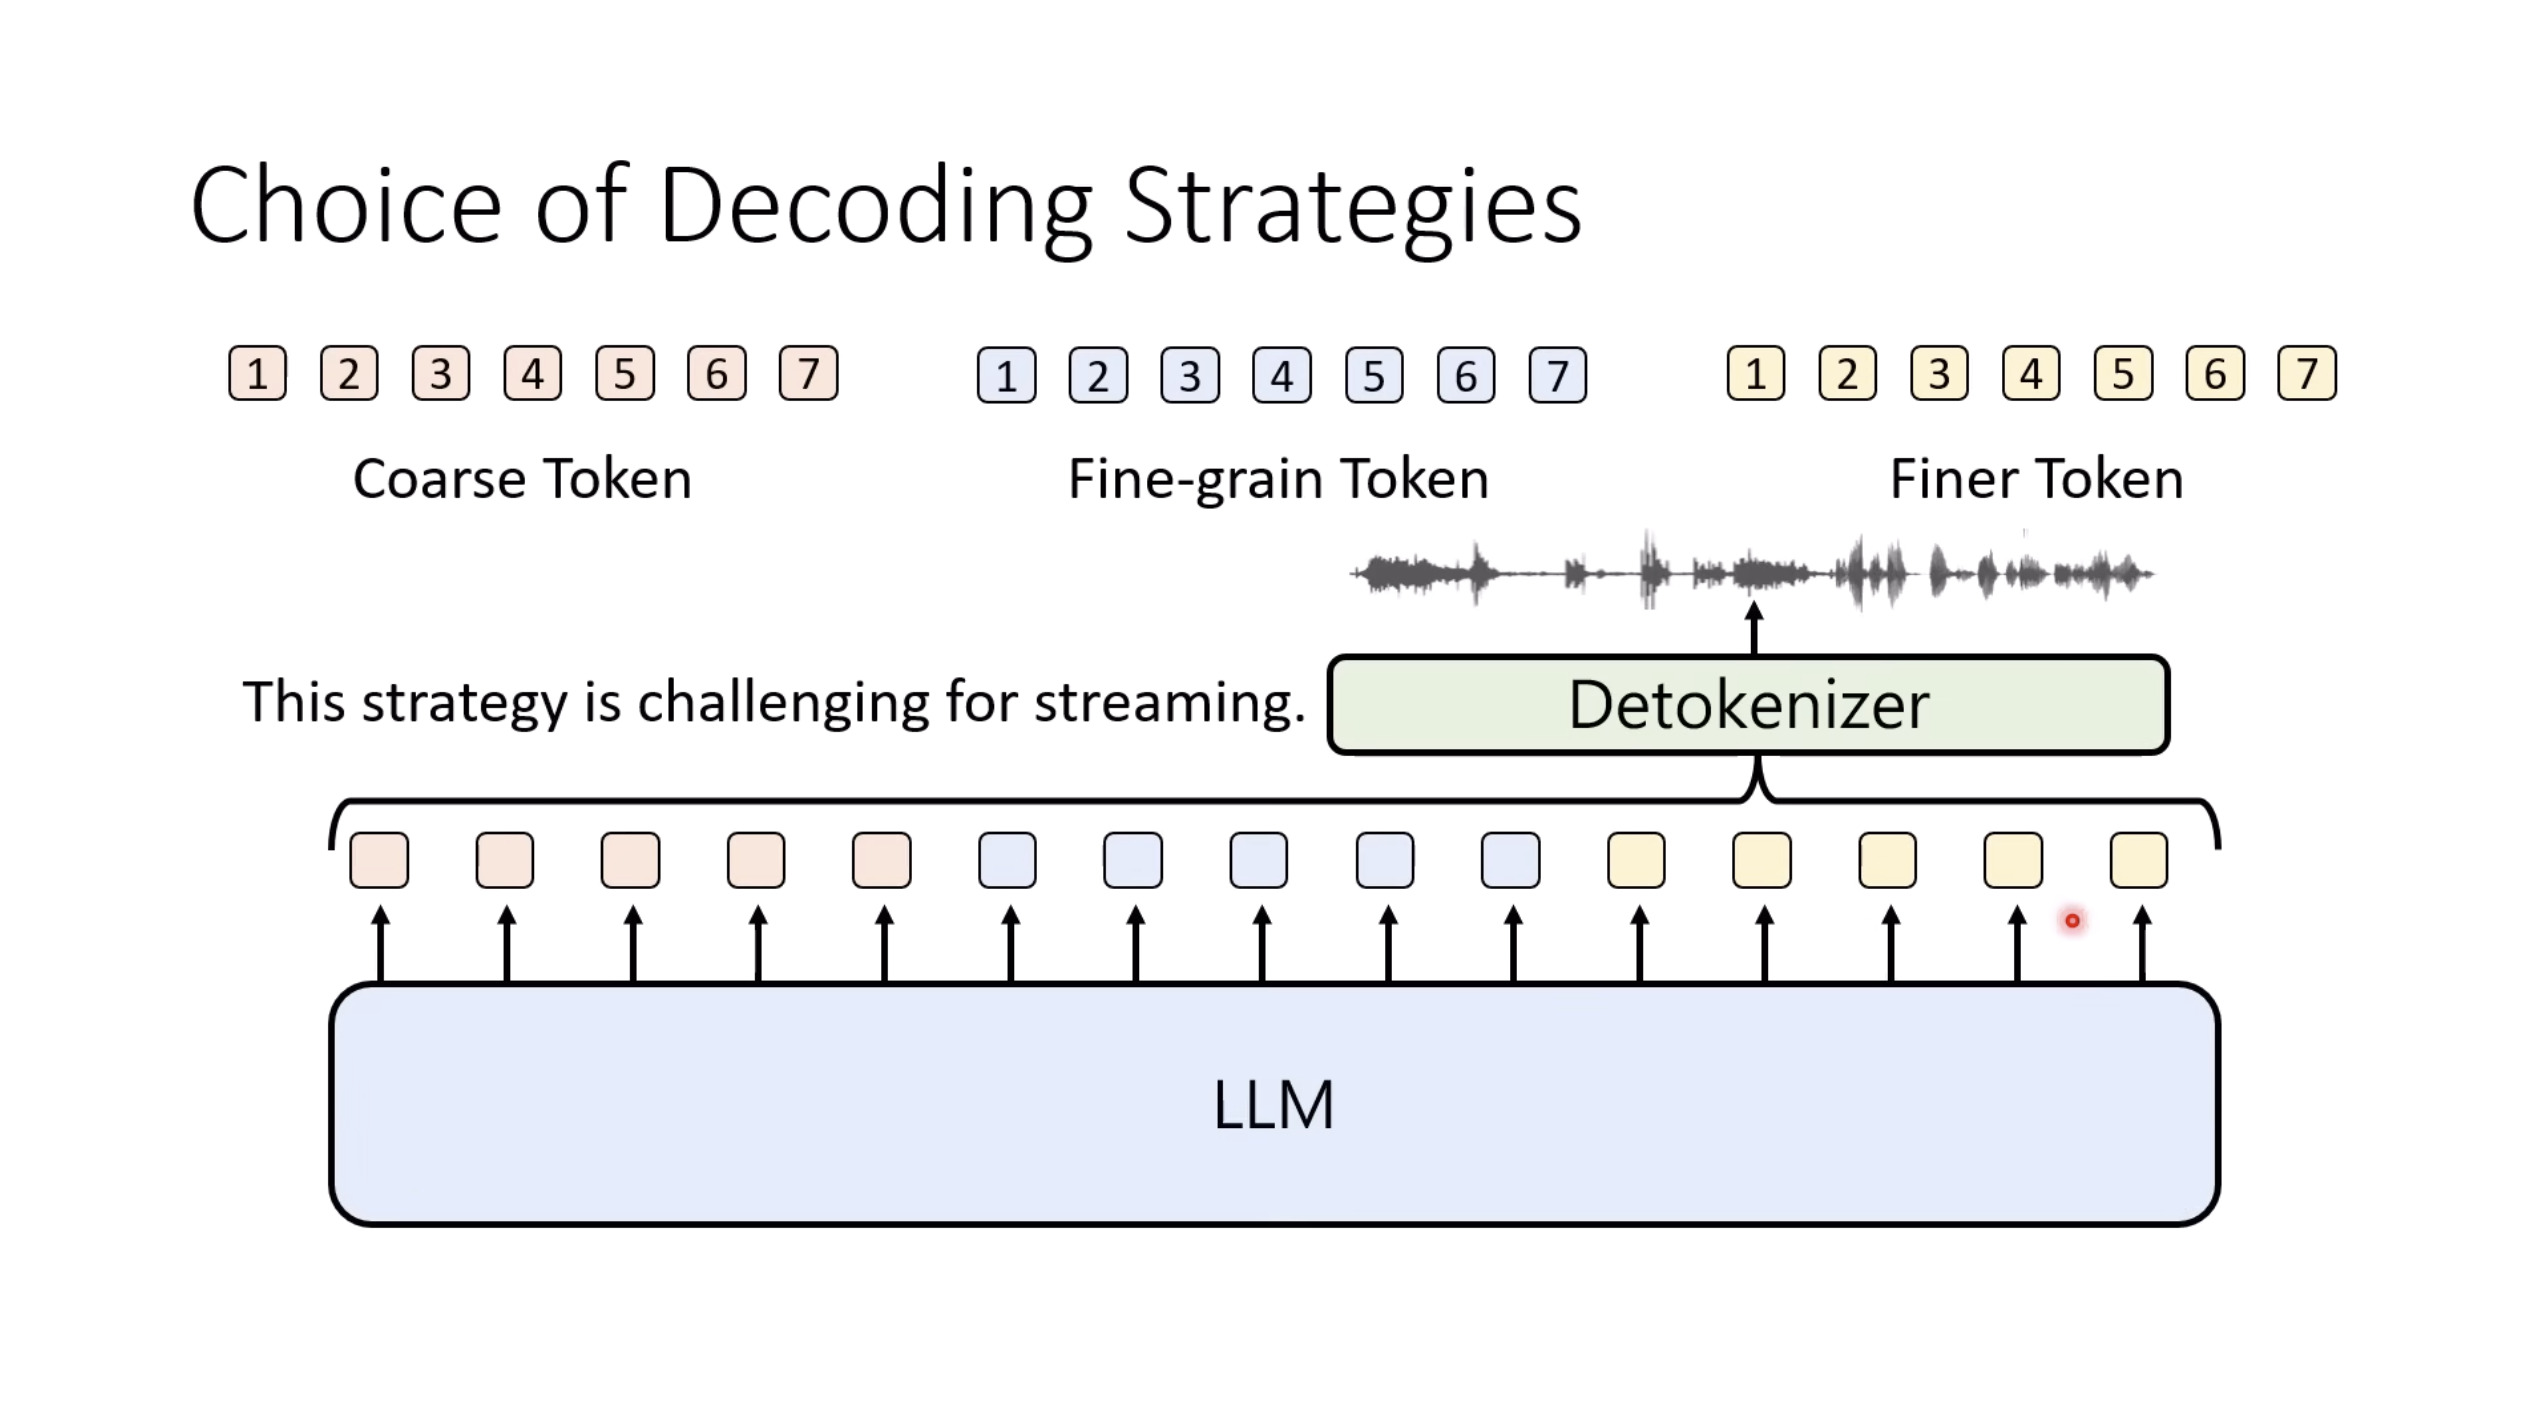 Choice of Decoding Strategies
1 2 3 4 5 6 7
1 2 3 4 5 6 7
1 2 3 4 5 6 7
Coarse Token
Fine-grain Token
Finer Token
This strategy is challenging for streaming.
Detokenizer
LLM